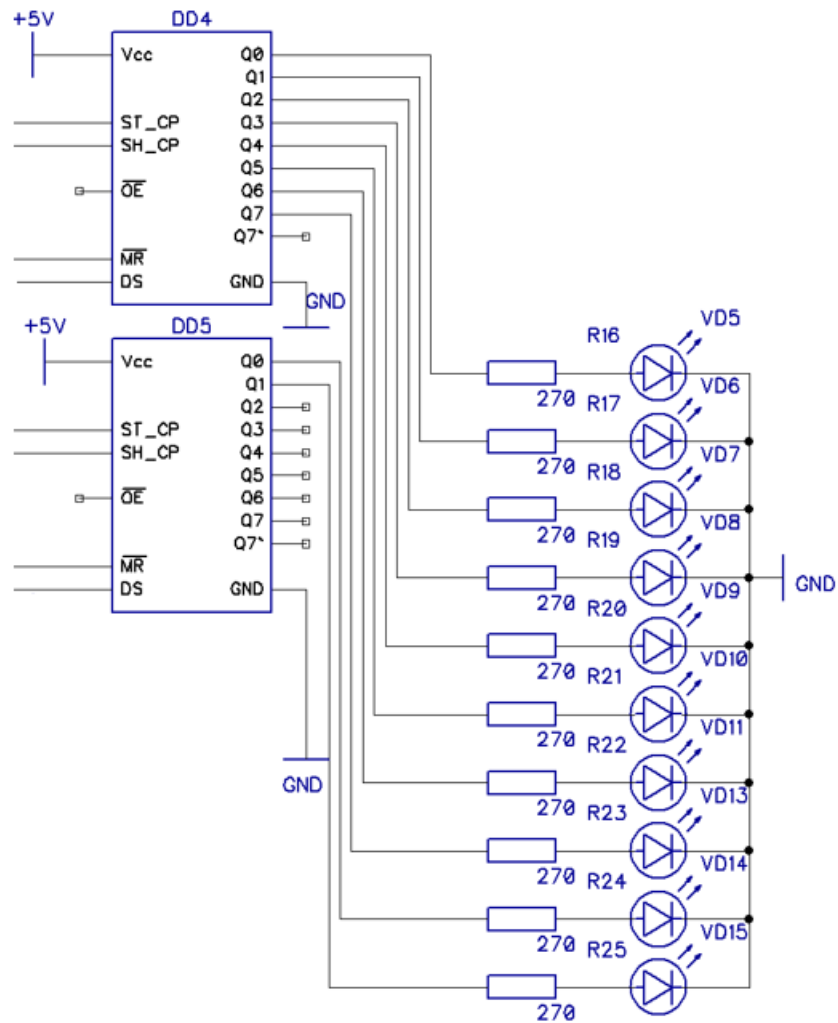 +5V
DD4
Vcc
ST_CP
SH_CP
OE
MR
DS
Q0
Q1
Q2
Q3
Q4
Q5
Q6
Q7
Q7`
GND
GND
+5V
DD5
Vcc
ST_CP
SH_CP
OE
MR
DS
Q0
Q1
Q2
Q3
Q4
Q5
Q6
Q7
Q7`
GND
GND
R16
VD5
270
R17
VD6
270
R18
VD7
270
R19
VD8
270
R20
VD9
GND
270
R21
VD10
270
R22
VD11
270
R23
VD13
270
R24
VD14
270
R25
VD15
270